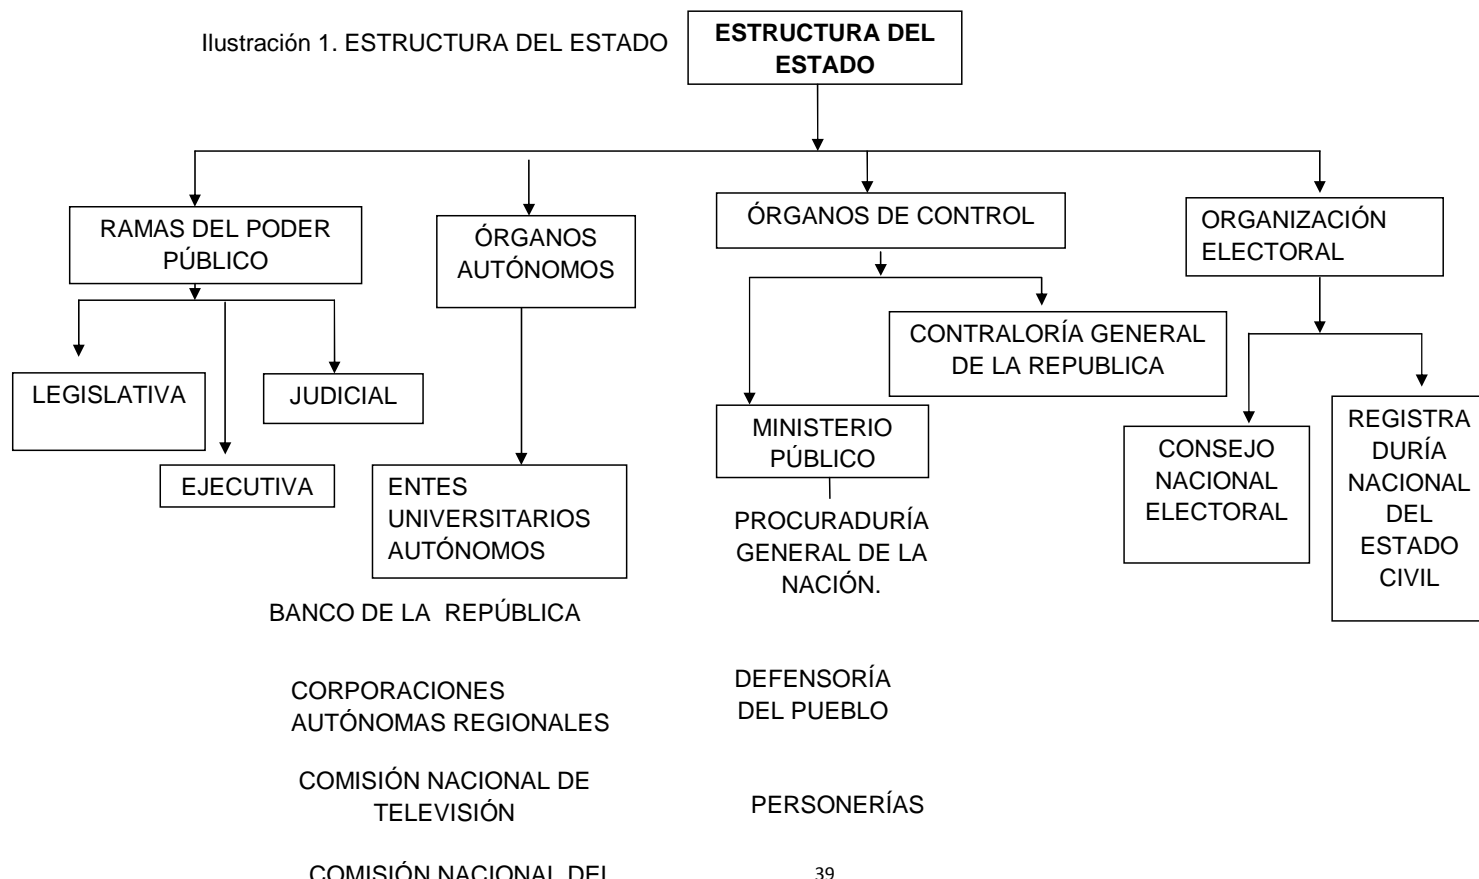 Ilustración 1. ESTRUCTURA DEL ESTADO
ESTRUCTURA DEL
ESTADO
RAMAS DEL PODER
PÚBLICO
LEGISLATIVA
JUDICIAL
EJECUTIVA
ÓRGANOS
AUTÓNOMOS
ENTES
UNIVERSITARIOS
AUTÓNOMOS
BANCO DE LA  REPÚBLICA
CORPORACIONES
AUTÓNOMAS REGIONALES
COMISIÓN NACIONAL DE
TELEVISIÓN
COMISIÓN NACIONAL DEL
ÓRGANOS DE CONTROL
CONTRALORÍA GENERAL
DE LA REPUBLICA
MINISTERIO
PÚBLICO
PROCURADURÍA
GENERAL DE LA
NACIÓN.
DEFENSORÍA
DEL PUEBLO
PERSONERÍAS
ORGANIZACIÓN
ELECTORAL
CONSEJO
NACIONAL
ELECTORAL
REGISTRA
DURÍA
NACIONAL
DEL
ESTADO
CIVIL
39